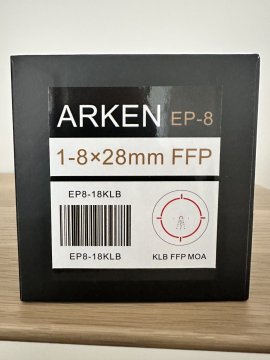 ARKEN EP-8
1-8×28mm FFP
EP8-18KLB
EP8-18KLB
KLB FFP MOA